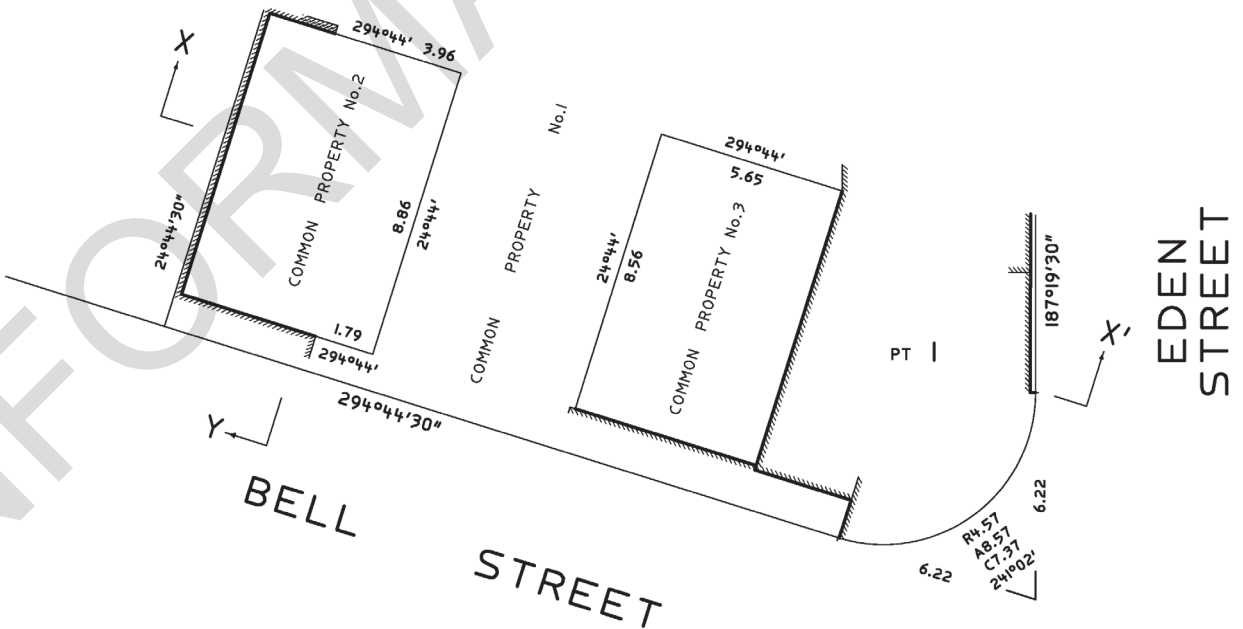 X
294°44' 3.96
COMMON PROPERTY No.2
24°44'30"
8.86
24°44'
1.79
294°44'
294°44'30"
COMMON PROPERTY No.1
294°44'
5.65
24°44'
8.56
COMMON PROPERTY No.3
PT 1
187°19'30"
X'
EDEN
STREET
Y
BELL STREET
6.22
R4.57
A8.57
C7.37
241°02'
6.22
NFORMA